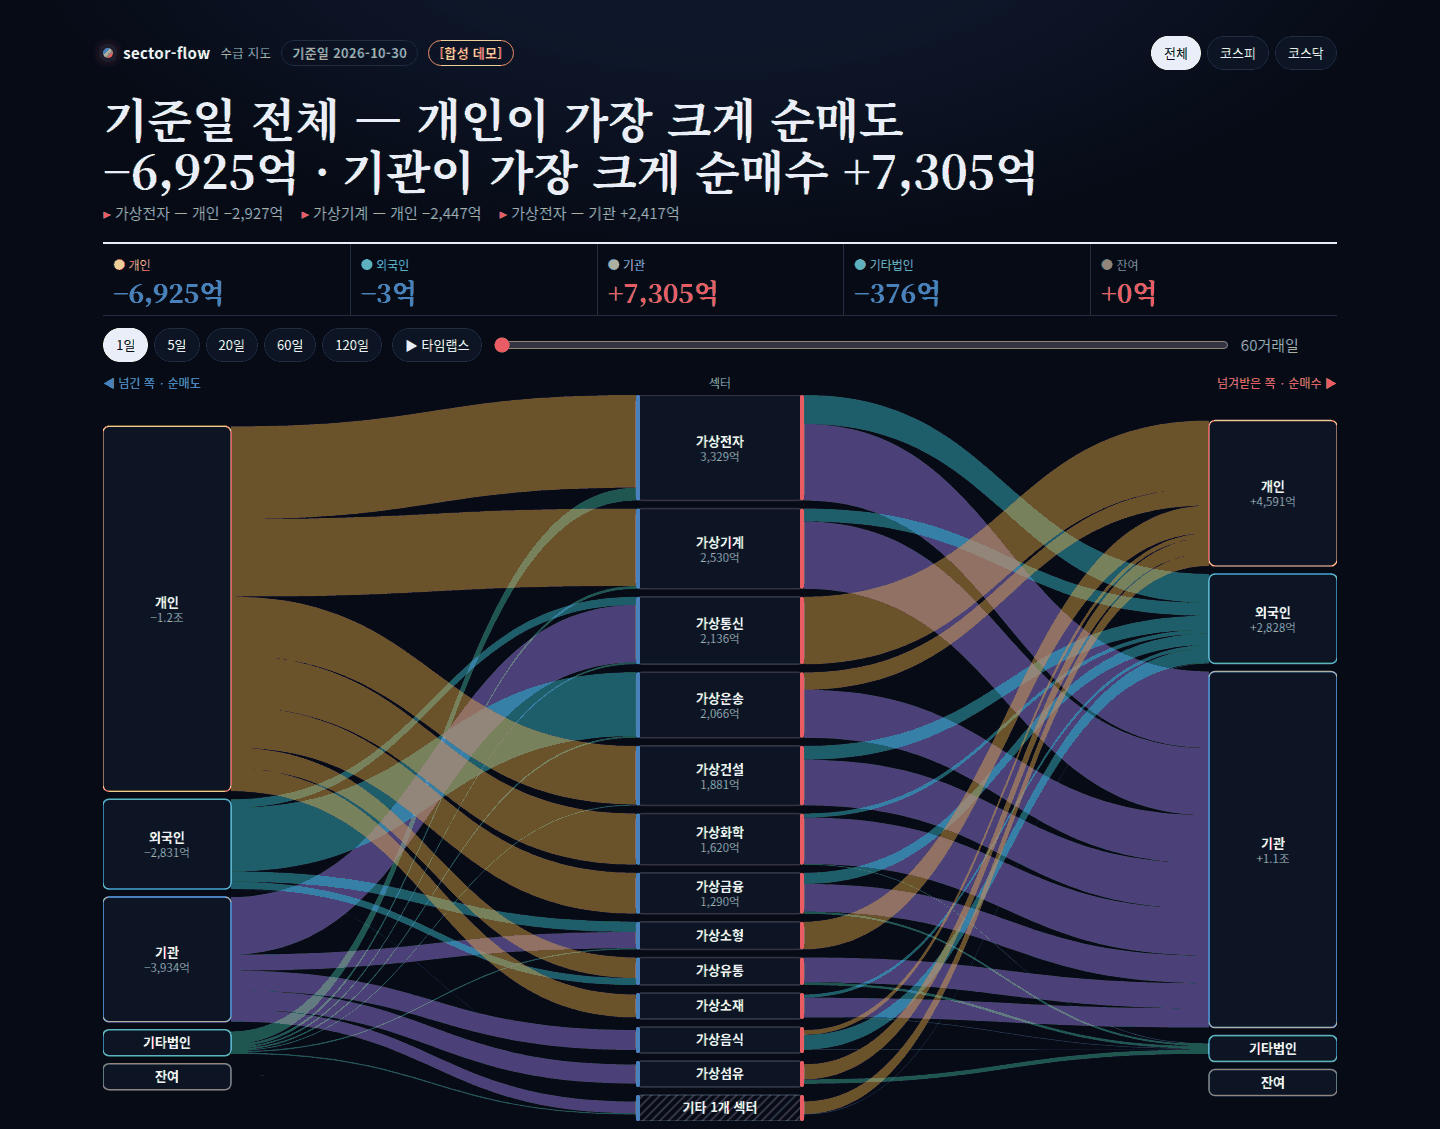 sector-flow 수급 지도 기준일 2026-10-30 [합성 데모] 전체 코스피 코스닥
기준일 전체 — 개인이 가장 크게 순매도
−6,925억 · 기관이 가장 크게 순매수 +7,305억
▸ 가상전자 — 개인 −2,927억 ▸ 가상기계 — 개인 −2,447억 ▸ 가상전자 — 기관 +2,417억
개인 외국인 기관 기타법인 잔여
−6,925억 −3억 +7,305억 −376억 +0억
1일 5일 20일 60일 120일 ▶ 타임랩스 60거래일
◀ 넘긴 쪽 · 순매도 섹터 넘겨받은 쪽 · 순매수 ▶
개인
−1.2조
외국인
−2,831억
기관
−3,934억
기타법인
잔여
가상전자
3,329억
가상기계
2,530억
가상통신
2,136억
가상운송
2,066억
가상건설
1,881억
가상화학
1,620억
가상금융
1,290억
가상소형
가상유통
가상소재
가상음식
가상섬유
기타 1개 섹터
개인
+4,591억
외국인
+2,828억
기관
+1.1조
기타법인
잔여